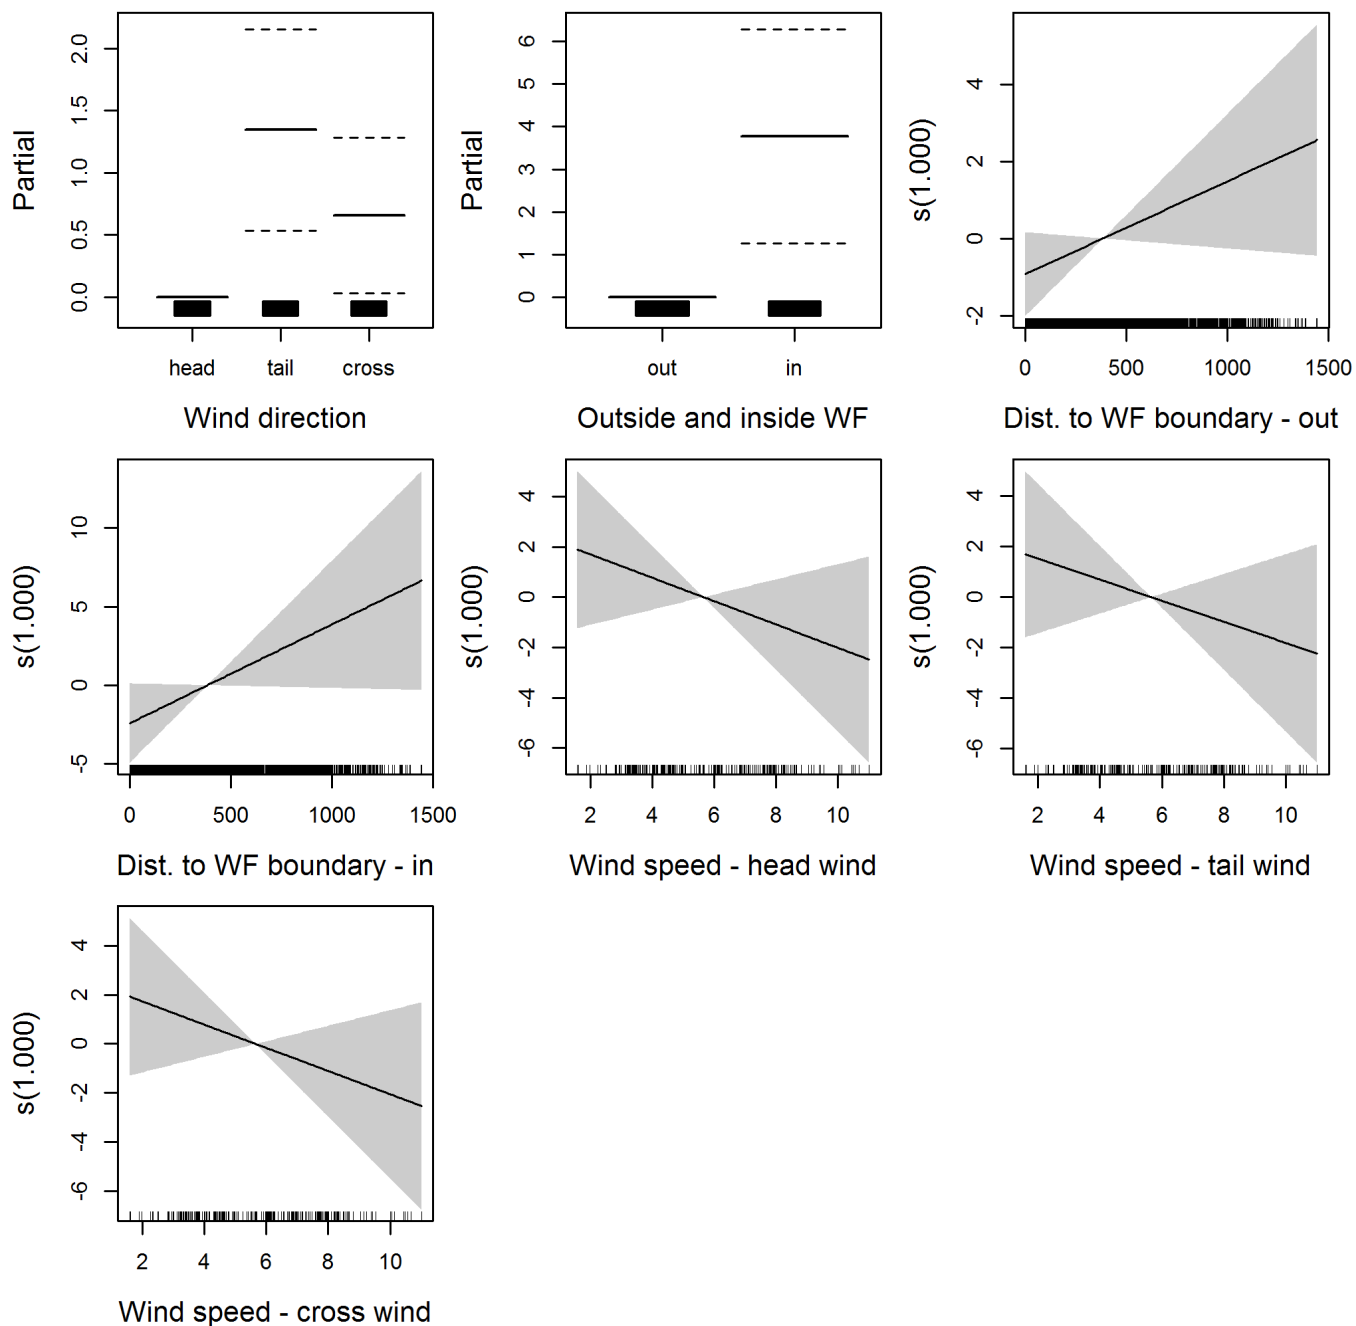 Partial
2.0
1.5
1.0
0.5
0.0
head tail cross
Wind direction
Partial
6
5
4
3
2
1
0
out in
Outside and inside WF
s(1.000)
4
2
0
-2
0 500 1000 1500
Dist. to WF boundary - out
s(1.000)
10
5
0
-5
0 500 1000 1500
Dist. to WF boundary - in
s(1.000)
4
2
0
-2
-4
-6
2 4 6 8 10
Wind speed - head wind
s(1.000)
4
2
0
-2
-4
-6
2 4 6 8 10
Wind speed - tail wind
s(1.000)
4
2
0
-2
-4
-6
2 4 6 8 10
Wind speed - cross wind